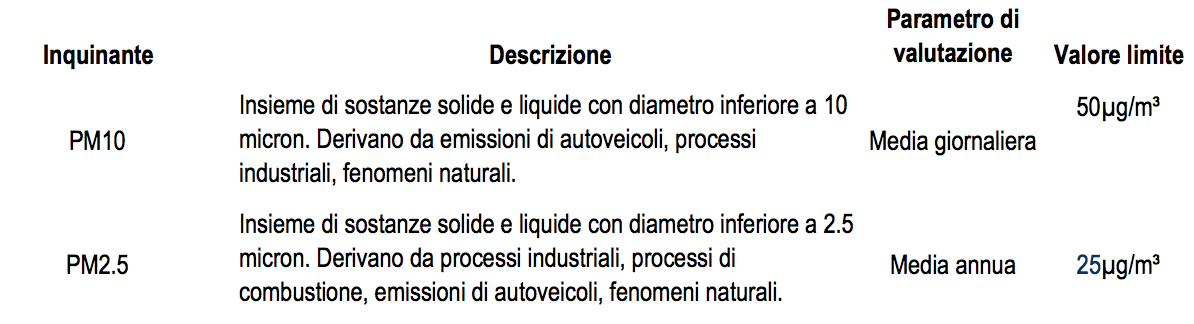 Inquinante Descrizione Parametro di valutazione Valore limite
Insieme di sostanze solide e liquide con diametro inferiore a 10
micron. Derivano da emissioni di autoveicoli, processi
industriali, fenomeni naturali.
PM10
Media giornaliera
50µg/m³
Insieme di sostanze solide e liquide con diametro inferiore a 2.5
micron. Derivano da processi industriali, processi di
combustione, emissioni di autoveicoli, fenomeni naturali.
PM2.5
Media annua
25µg/m³